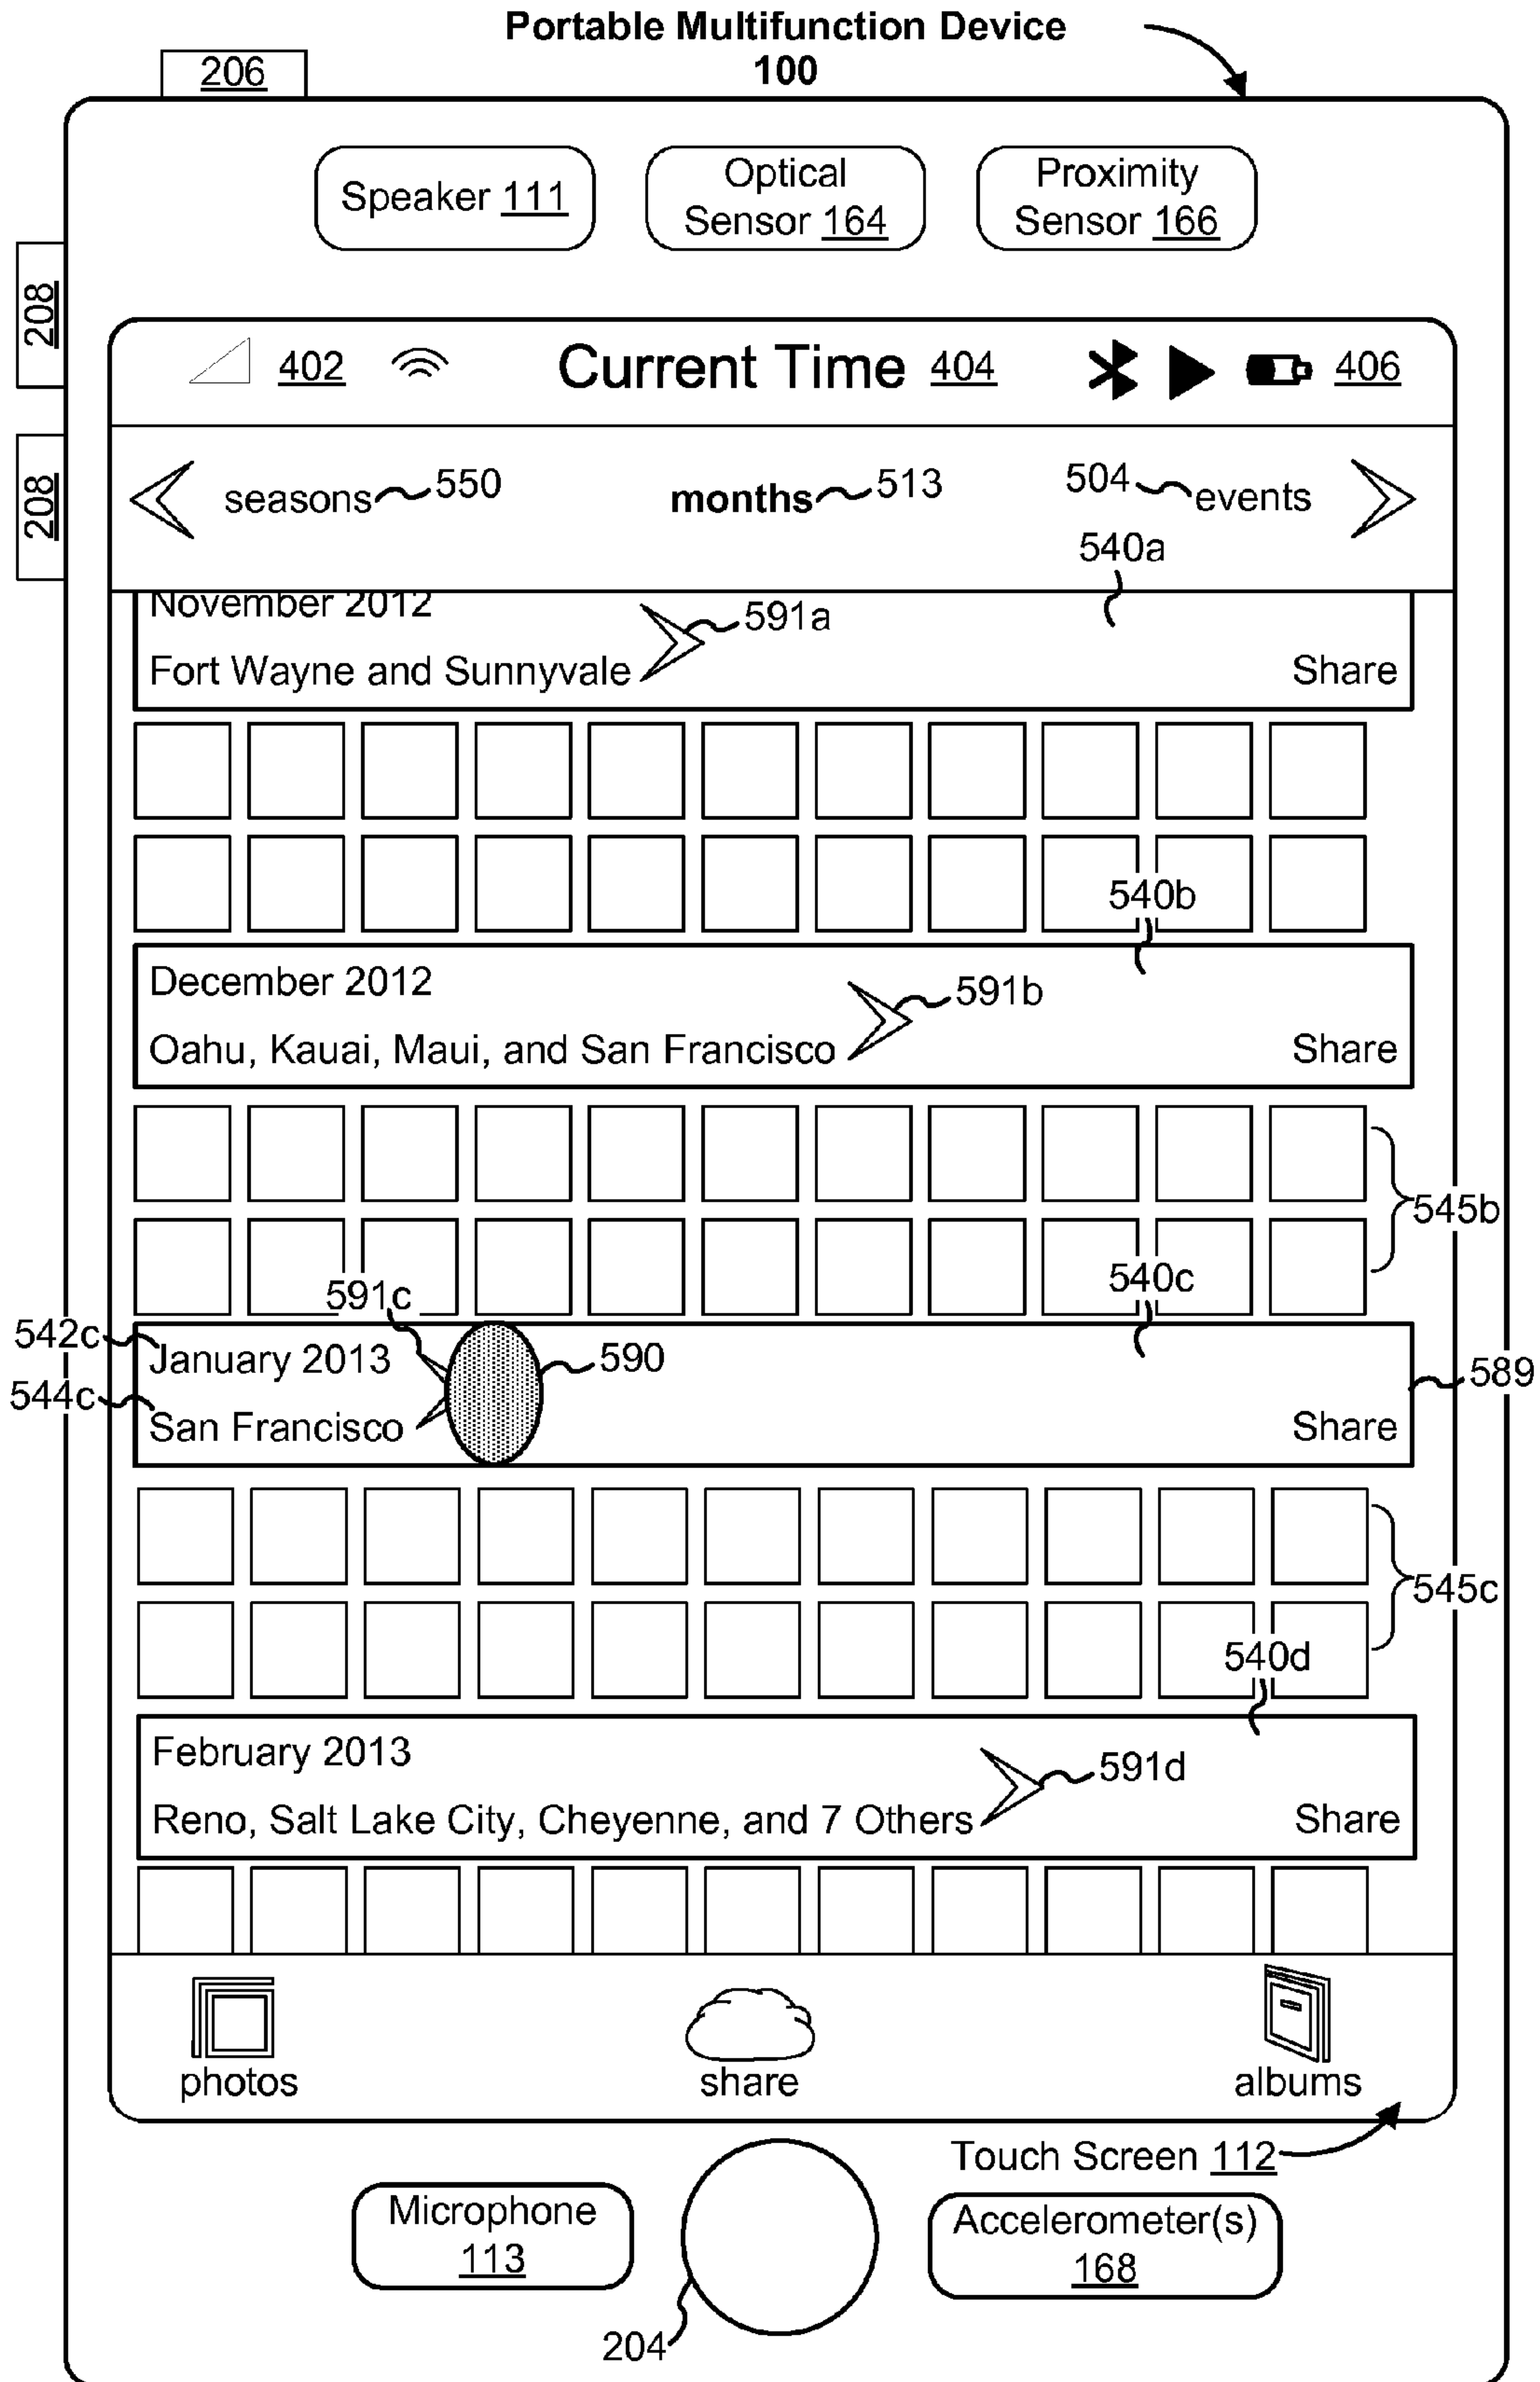 Portable Multifunction Device
100
206
Speaker 111
Optical
Sensor 164
Proximity
Sensor 166
208
208
402
Current Time 404
406
seasons 550
months 513
504 events
540a
November 2012
591a
Fort Wayne and Sunnyvale
Share
540b
December 2012
591b
Oahu, Kauai, Maui, and San Francisco
Share
545b
591c
540c
542c
January 2013
590
589
544c
San Francisco
Share
545c
540d
February 2013
591d
Reno, Salt Lake City, Cheyenne, and 7 Others
Share
photos
share
albums
Touch Screen 112
Microphone
113
Accelerometer(s)
168
204